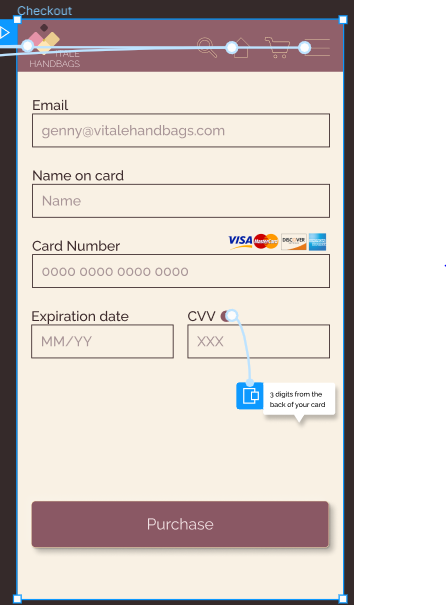 Checkout
VITALE
HANDBAGS
Email
genny@vitalehandbags.com
Name on card
Name
Card Number
VISA MasterCard DISCOVER
0000 0000 0000 0000
Expiration date
CVV
MM/YY
XXX
3 digits from the
back of your card
Purchase